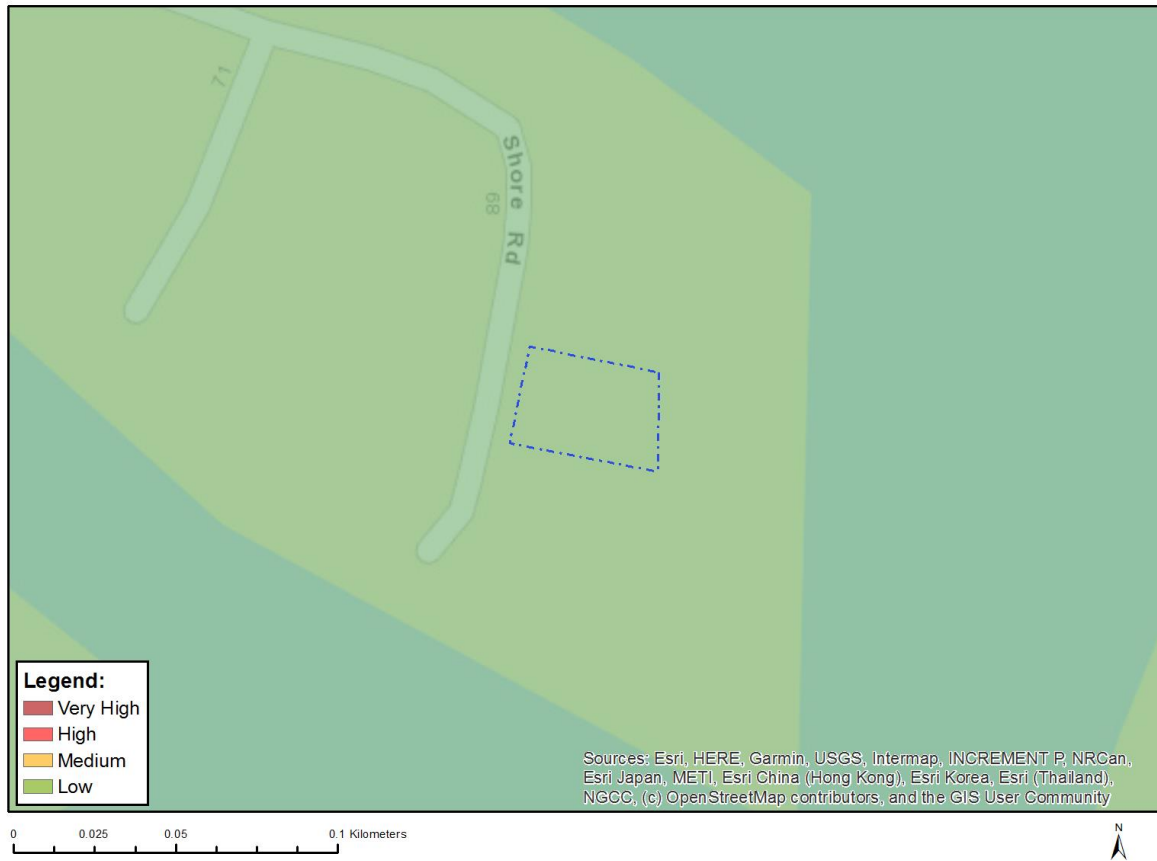 71
Shore Rd
89
Legend:
Very High
High
Medium
Low
Sources: Esri, HERE, Garmin, USGS, Intermap, INCREMENT P, NRCan,
Esri Japan, METI, Esri China (Hong Kong), Esri Korea, Esri (Thailand),
NGCC, (c) OpenStreetMap contributors, and the GIS User Community
0 0.025 0.05 0.1 Kilometers
N